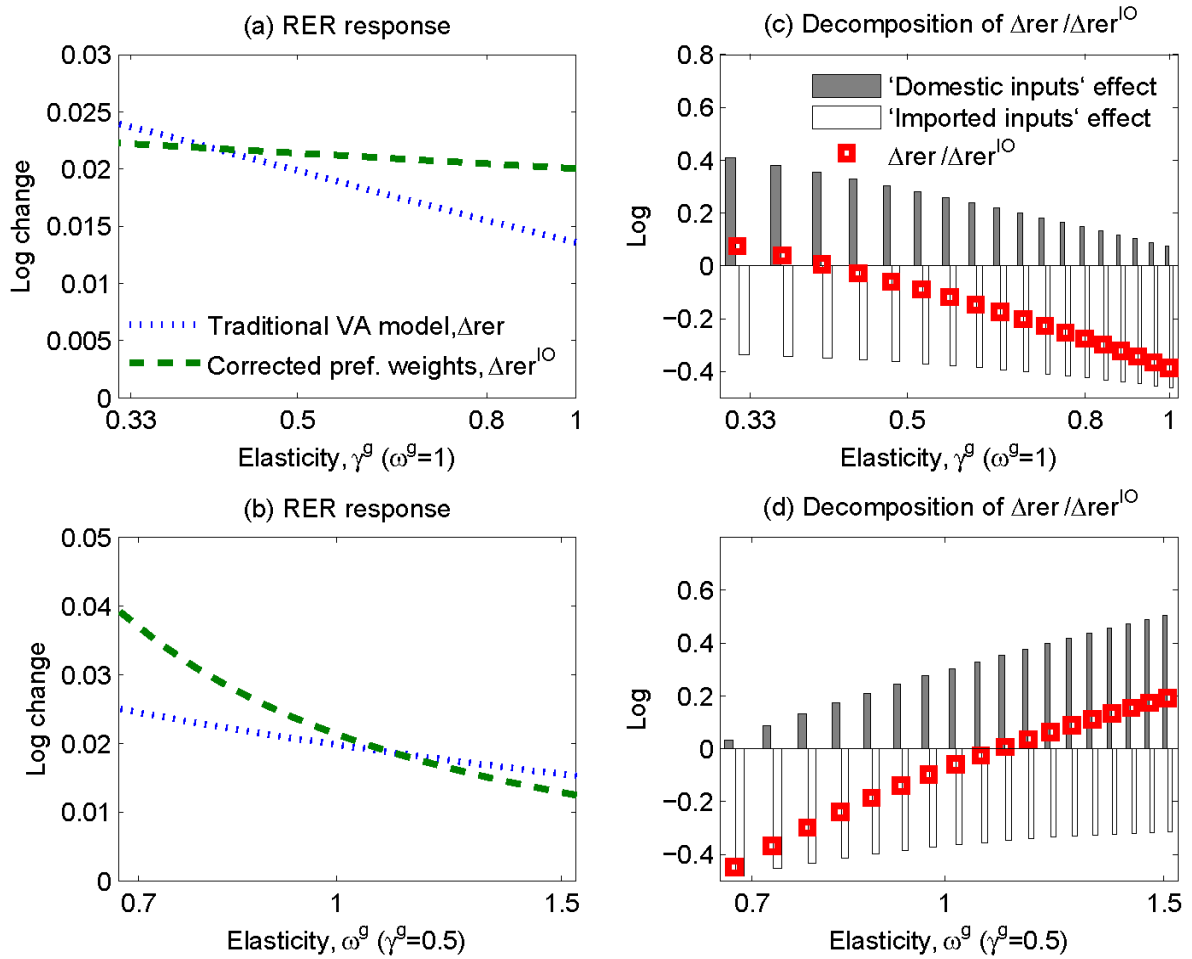 (a) RER response
0.03
0.025
0.02
0.015
0.01
0.005
0
Log change
Traditional VA model,Δrer
Corrected pref. weights, Δrer^IO
0.33
0.5
0.8
1
Elasticity, γ^g (ω^g=1)
(c) Decomposition of Δrer /Δrer^IO
0.8
0.6
0.4
0.2
0
−0.2
−0.4
Log
‘Domestic inputs‘ effect
‘Imported inputs‘ effect
Δrer /Δrer^IO
0.33
0.5
0.8
1
Elasticity, γ^g (ω^g=1)
(b) RER response
0.05
0.04
0.03
0.02
0.01
0
Log change
0.7
1
1.5
Elasticity, ω^g (γ^g=0.5)
(d) Decomposition of Δrer /Δrer^IO
0.6
0.4
0.2
0
−0.2
−0.4
Log
0.7
1
1.5
Elasticity, ω^g (γ^g=0.5)